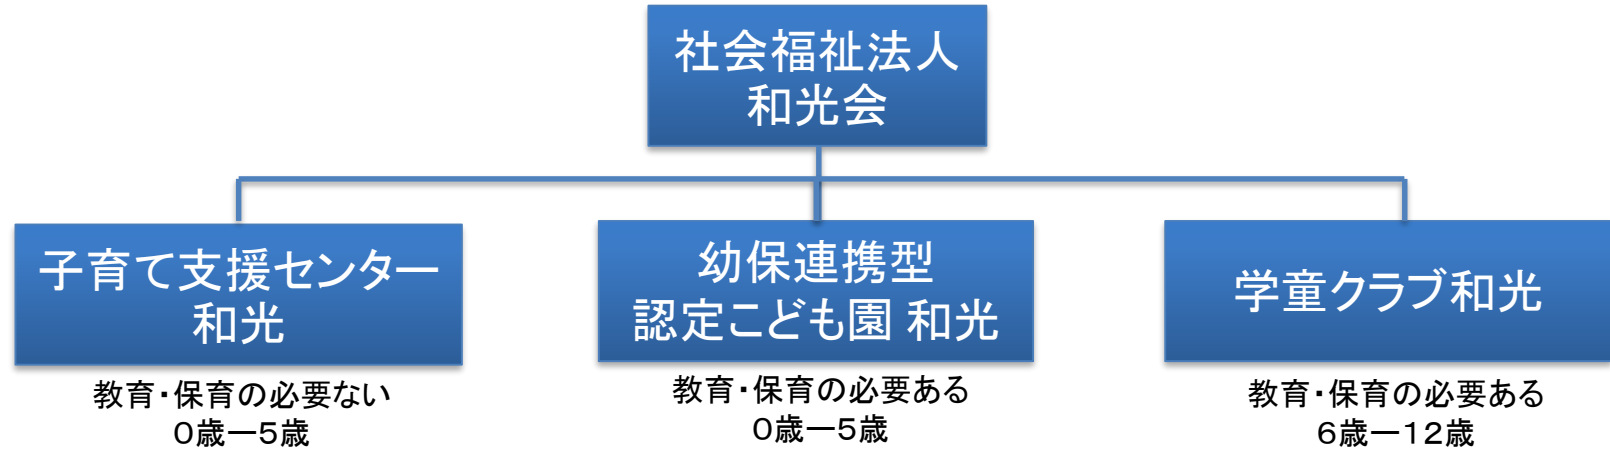 社会福祉法人
和光会
子育て支援センター
和光
教育・保育の必要ない
０歳―５歳
幼保連携型
認定こども園 和光
教育・保育の必要ある
０歳―５歳
学童クラブ和光
教育・保育の必要ある
６歳―１２歳